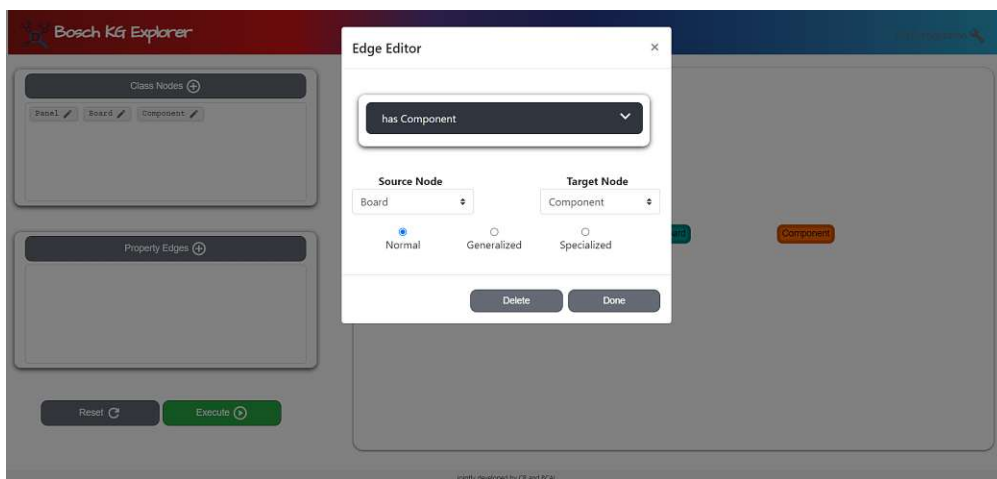 Bosch KG Explorer
Edge Editor
×
Class Nodes
Panel Board Component
has Component
Source Node Target Node
Board Component
Normal Generalized Specialized
Component
Property Edges
Delete Done
Reset Execute